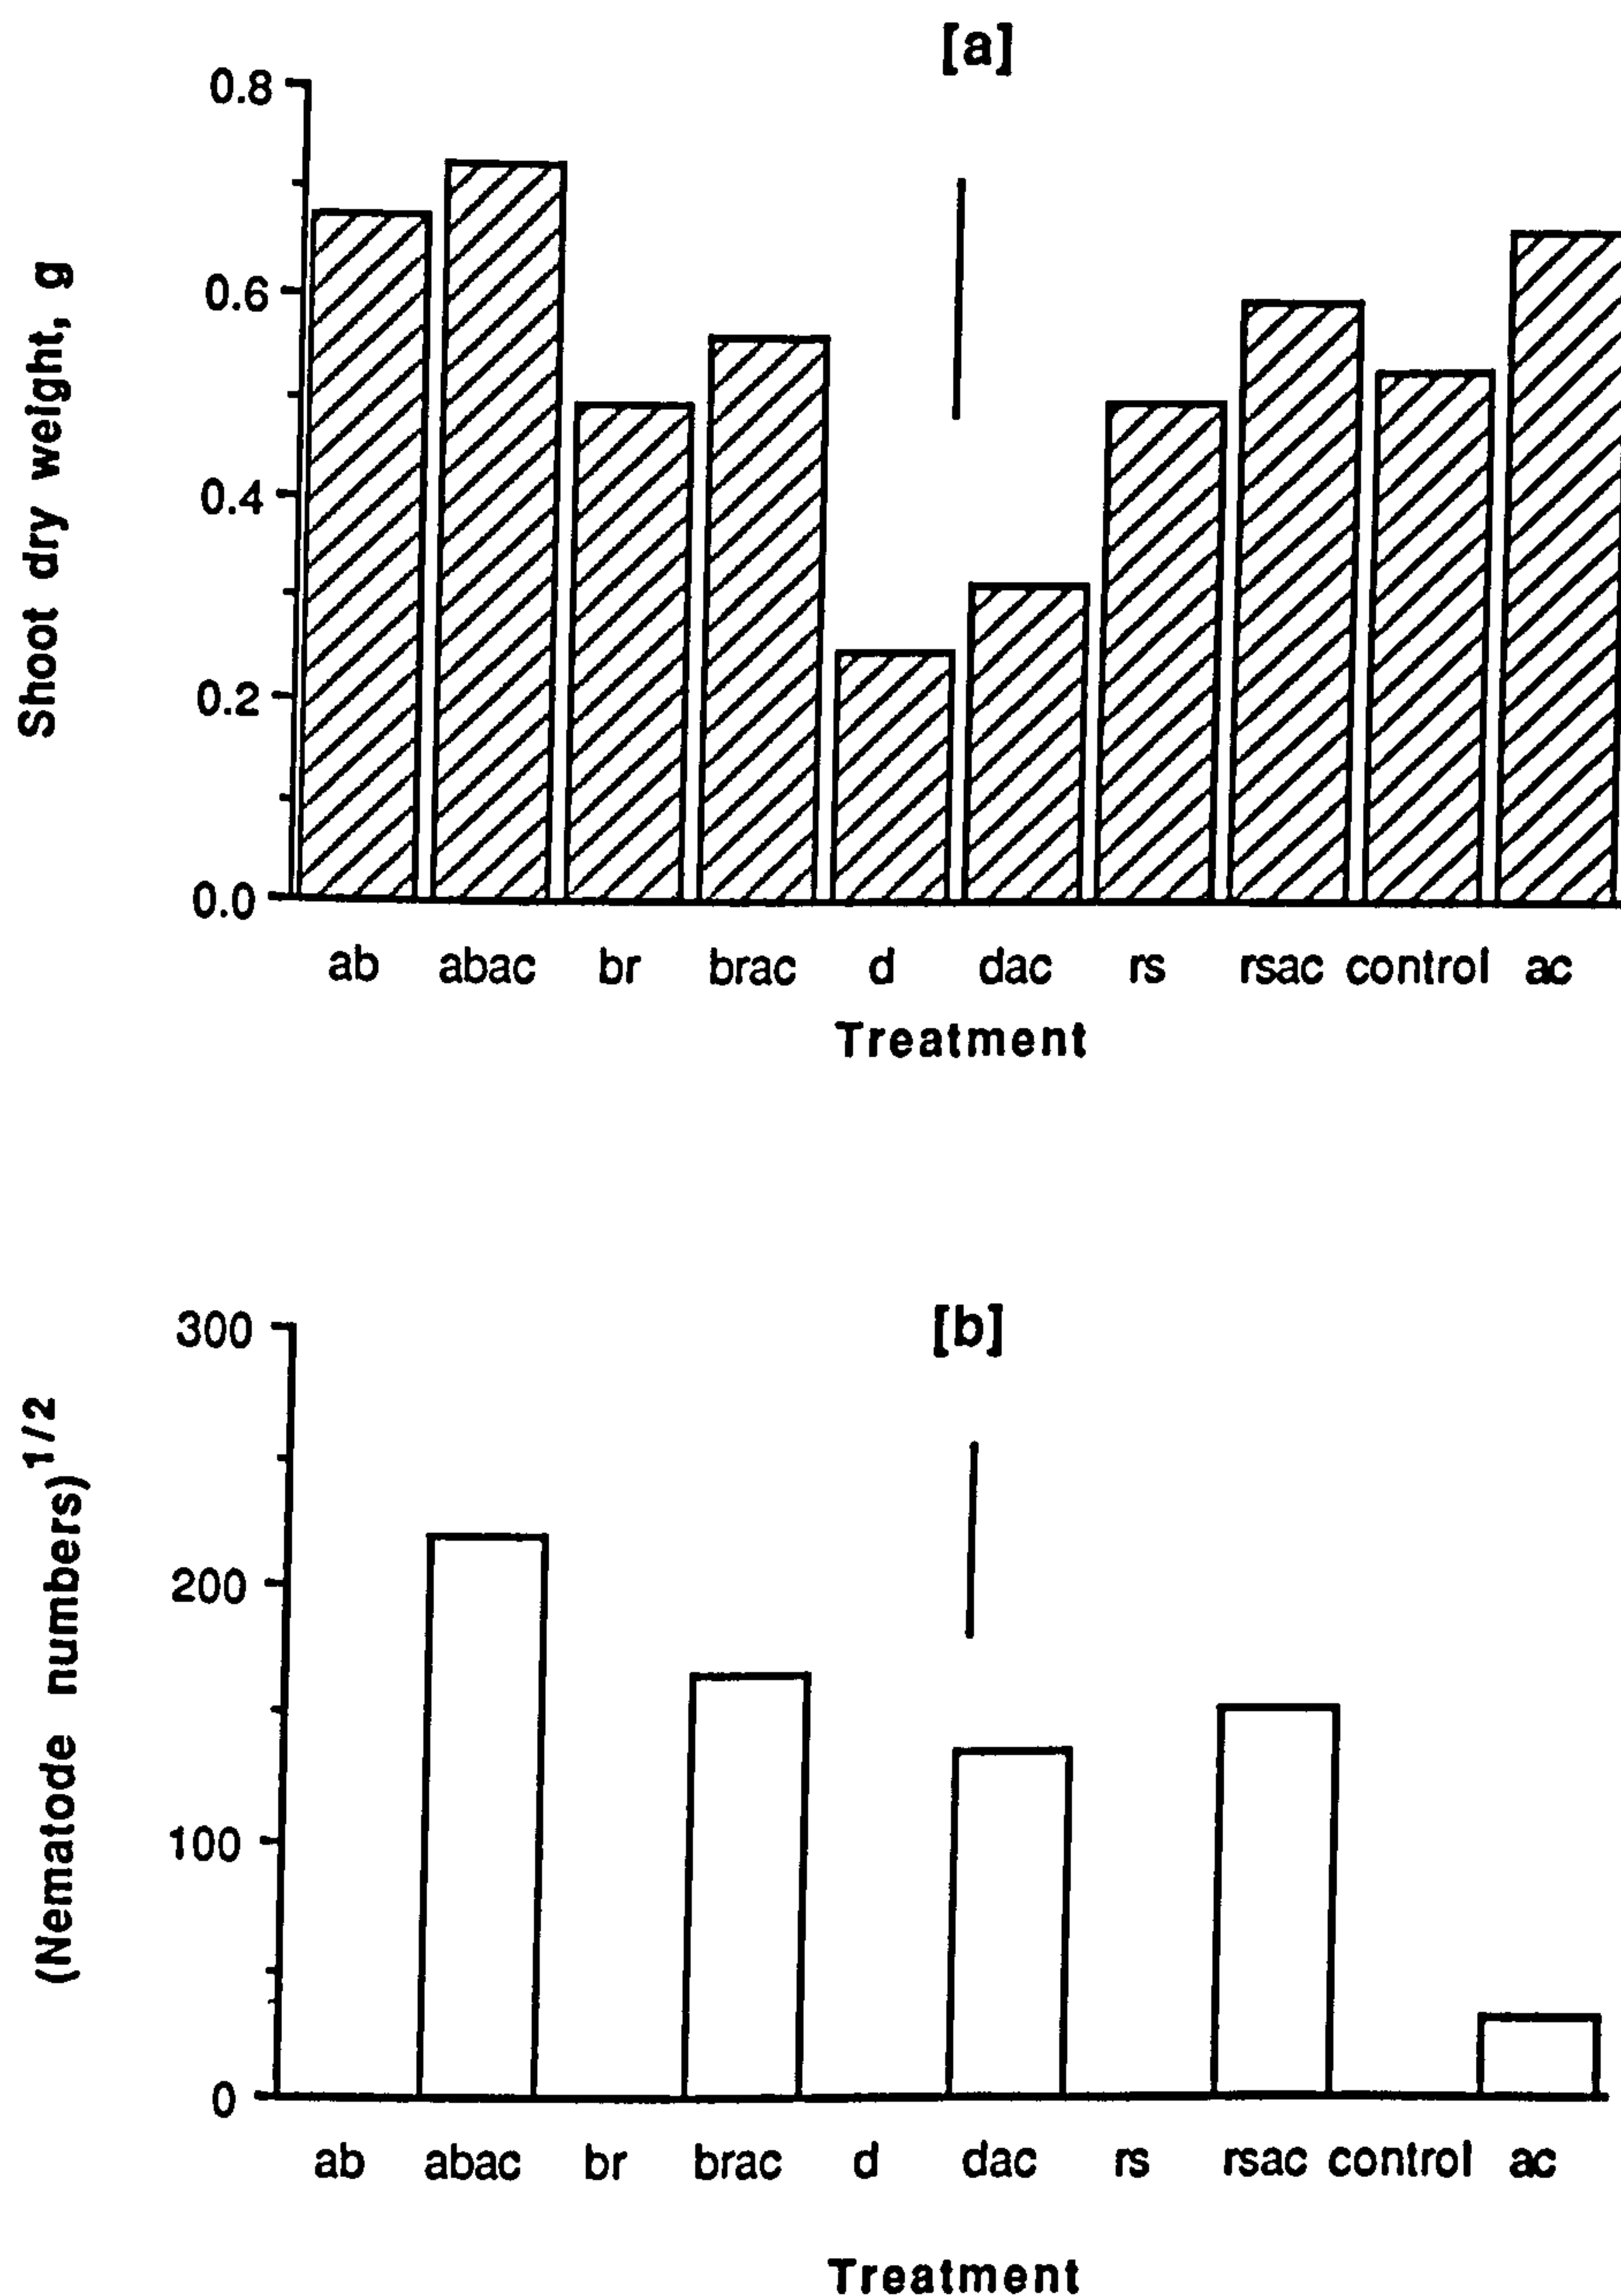 [a]
0.8
0.6
0.4
0.2
0.0
Shoot dry weight, g
ab abac br brac d dac rs rsac control ac
Treatment
[b]
300
200
100
0
(Nematode numbers)1/2
ab abac br brac d dac rs rsac control ac
Treatment